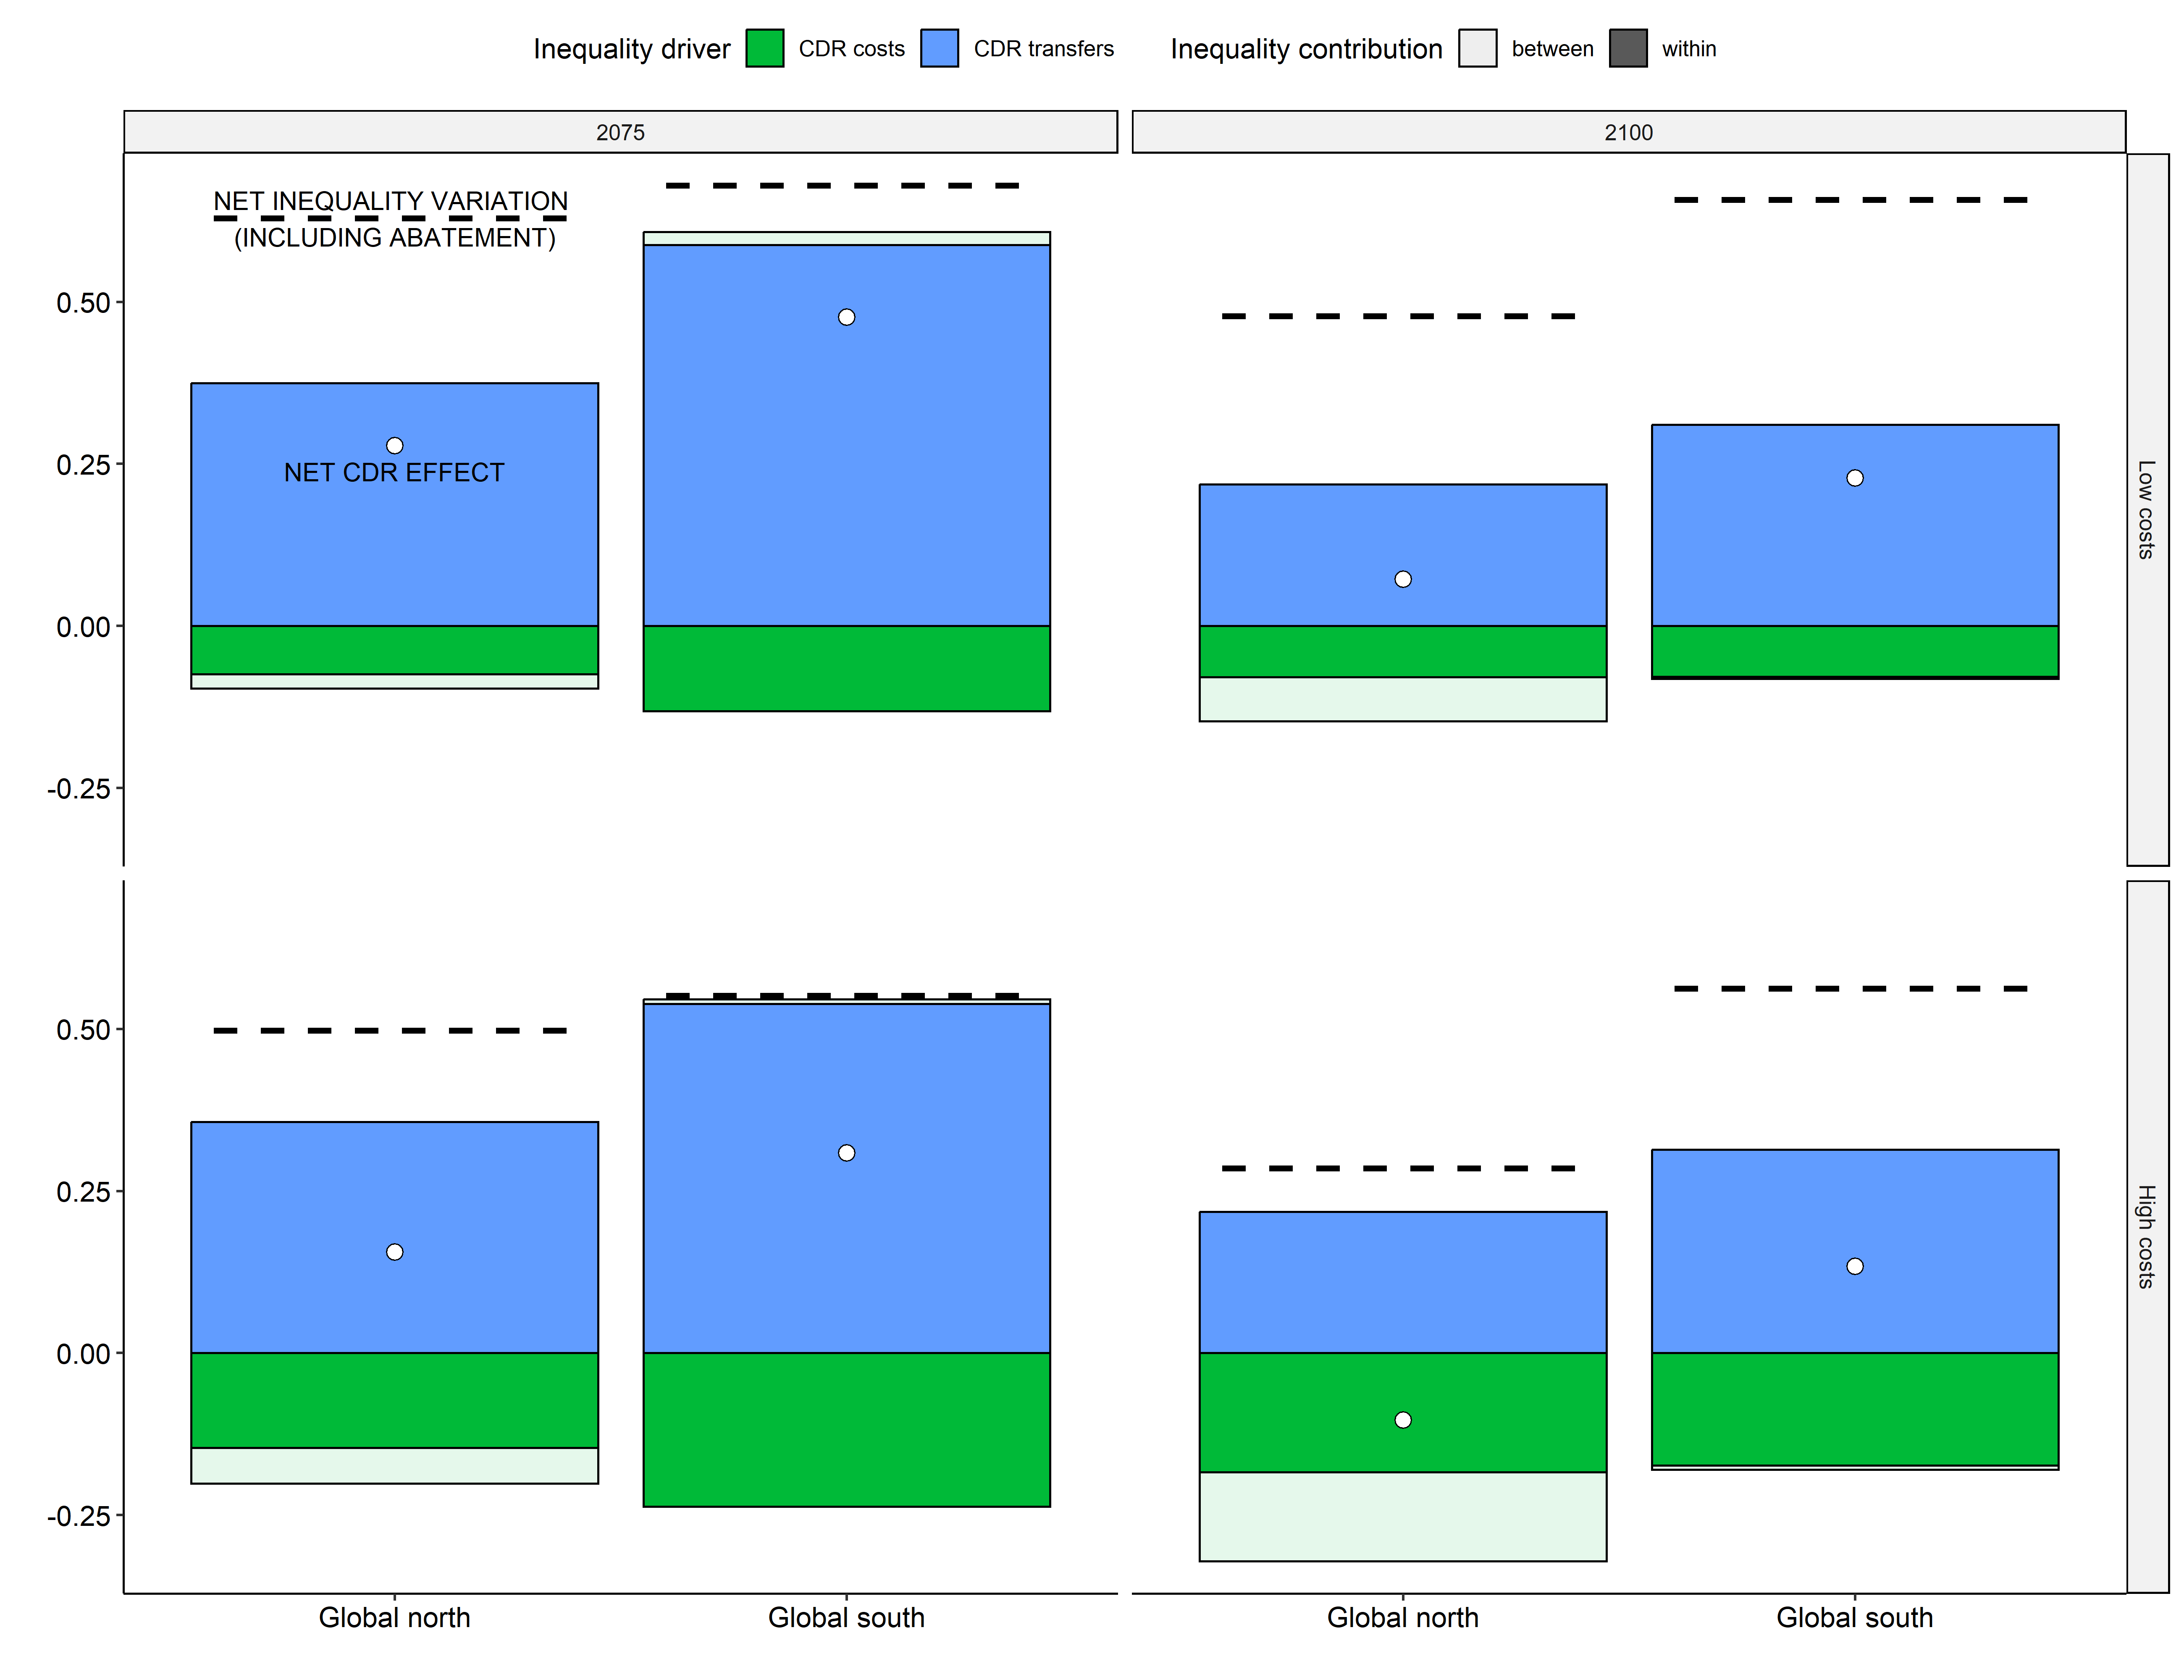 Inequality driver CDR costs CDR transfers Inequality contribution between within
2075 2100
NET INEQUALITY VARIATION
(INCLUDING ABATEMENT)
NET CDR EFFECT
0.50
0.25
0.00
-0.25
Low costs
0.50
0.25
0.00
-0.25
High costs
Global north Global south Global north Global south